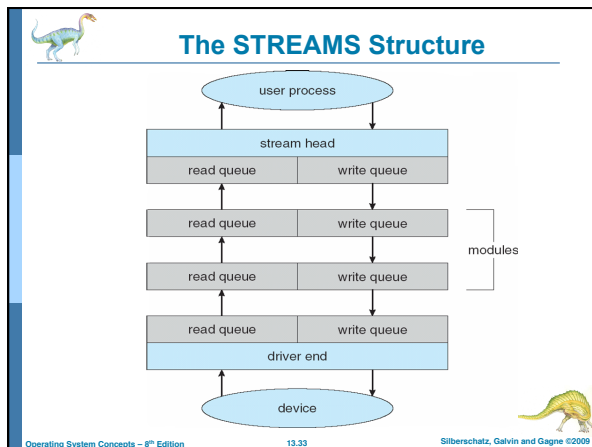 The STREAMS Structure
user process
stream head
read queue write queue
read queue write queue
modules
read queue write queue
read queue write queue
driver end
device
Operating System Concepts – 8th Edition 13.33 Silberschatz, Galvin and Gagne ©2009